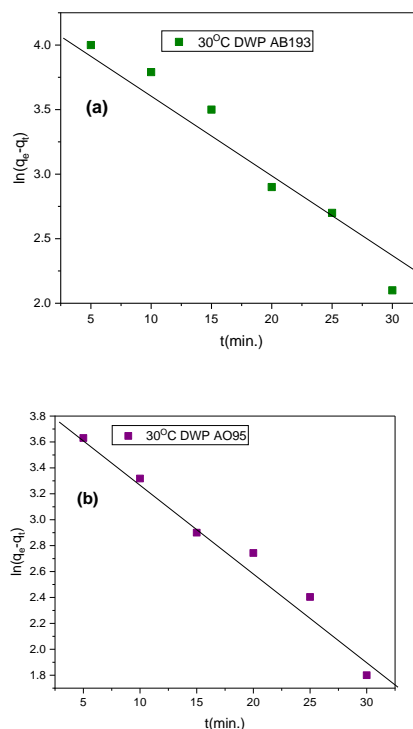 30ᴼC DWP AB193
(a)
ln(qₑ-qₜ)
4.0
3.5
3.0
2.5
2.0
5 10 15 20 25 30
t(min.)
30ᴼC DWP AO95
(b)
ln(qₑ-qₜ)
3.8
3.6
3.4
3.2
3.0
2.8
2.6
2.4
2.2
2.0
1.8
5 10 15 20 25 30
t(min.)